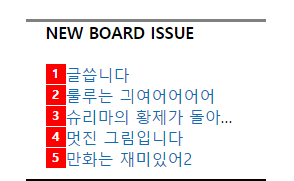 NEW BOARD ISSUE
1 글씁니다
2 룰루는 긔여어어어어
3 슈리마의 황제가 돌아...
4 멋진 그림입니다
5 만화는 재미있어2